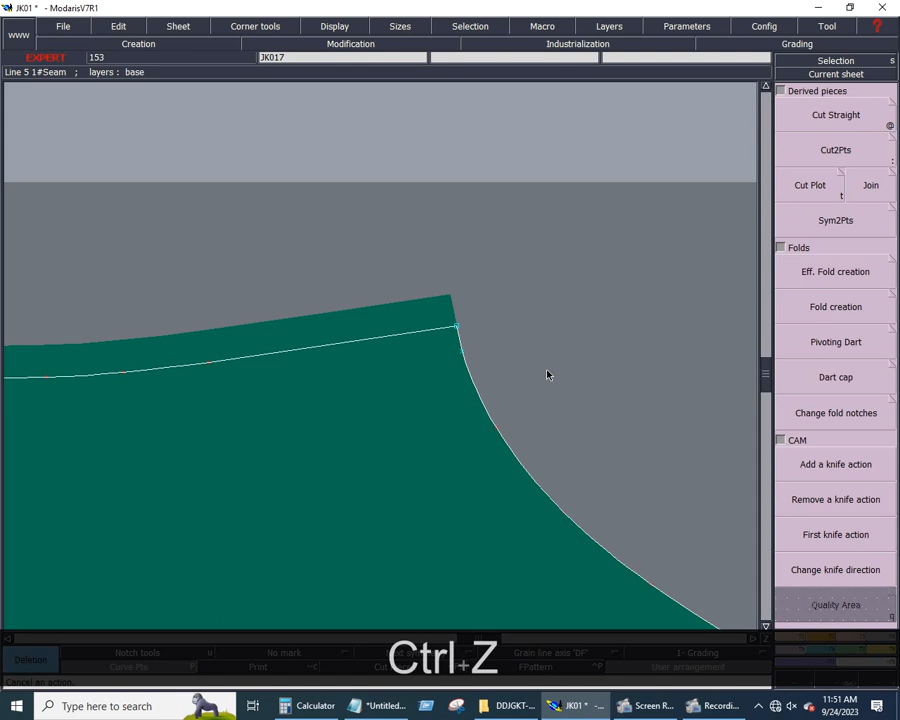 JK01 * - ModarisV7R1
www File Edit Sheet Corner tools Display Sizes Selection Macro Layers Parameters Config Tool ?
Creation Modification Industrialization Grading
EXPERT 153 JK017
Line 5 1#Seam ; layers : base
Selection s
Current sheet
Derived pieces
Cut Straight @
Cut2Pts :
Cut Plot t Join
Sym2Pts
Folds
Eff. Fold creation
Fold creation
Pivoting Dart
Dart cap
Change fold notches
CAM
Add a knife action
Remove a knife action
First knife action
Change knife direction
Quality Area q
Ctrl+Z
Deletion Notch tools u No mark Grain line axis 'DF' 1- Grading
Curve Pts P Print ~c FPattern ^P User arrangement
Cancel an action.
Type here to search Calculator *Untitled... DDJGKT-... JK01 * -... Screen R... Recordi... 11:51 AM
9/24/2023